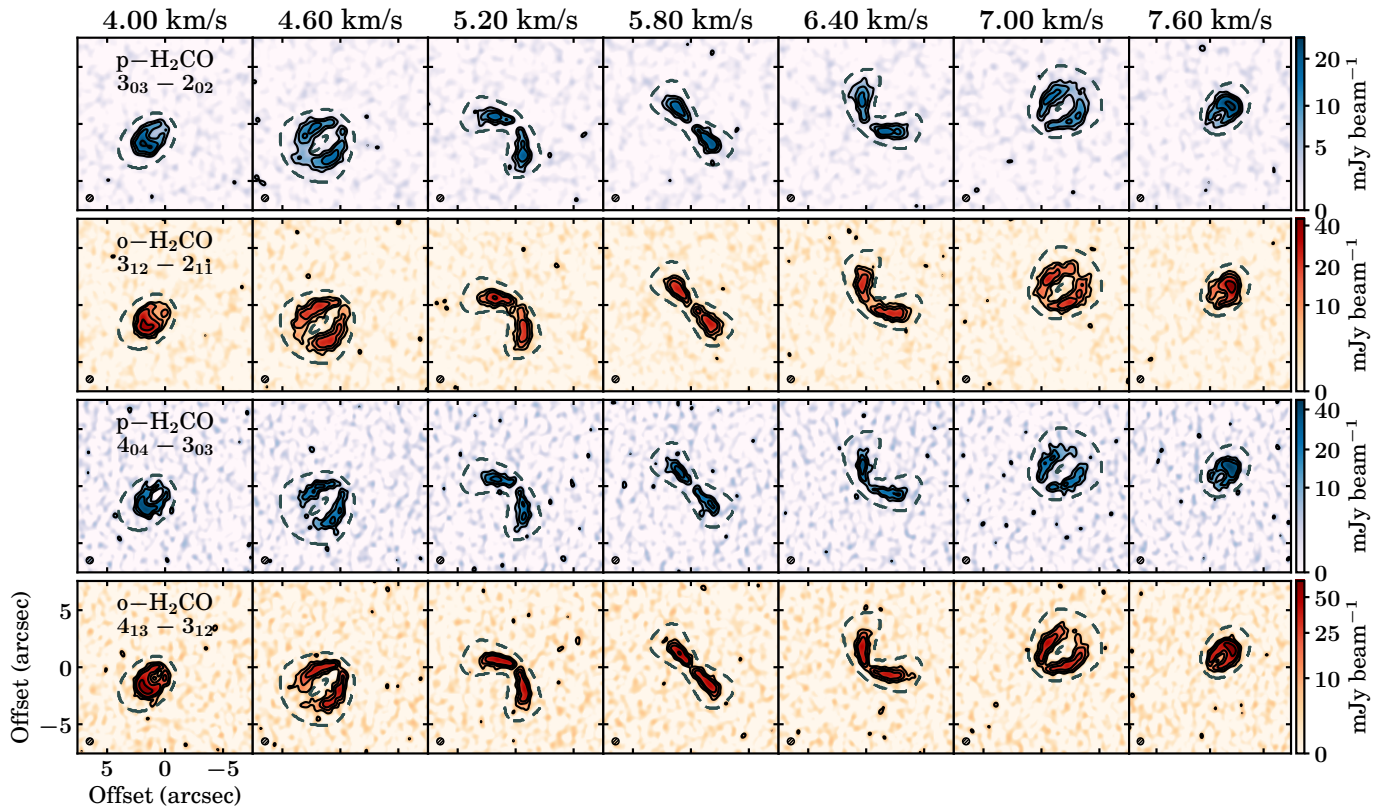 4.00 km/s 4.60 km/s 5.20 km/s 5.80 km/s 6.40 km/s 7.00 km/s 7.60 km/s
p−H₂CO
3₀₃ − 2₀₂
20
10
5
0
mJy beam⁻¹
o−H₂CO
3₁₂ − 2₁₁
40
20
10
0
mJy beam⁻¹
p−H₂CO
4₀₄ − 3₀₃
40
20
10
0
mJy beam⁻¹
o−H₂CO
4₁₃ − 3₁₂
50
25
10
0
mJy beam⁻¹
5
0
−5
Offset (arcsec)
5 0 −5
Offset (arcsec)